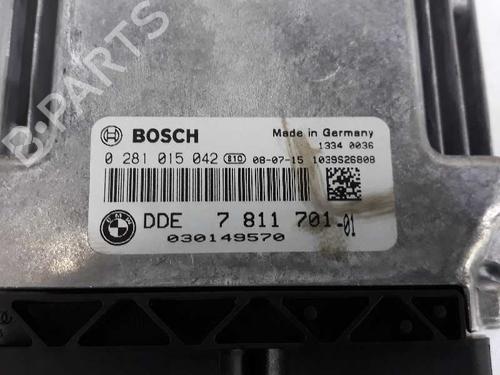 B-PARTS
BOSCH
Made in Germany
1334 0036
0 281 015 042 810 08-07-15 1039S26808
BMW
DDE 7 811 701-01
030149570